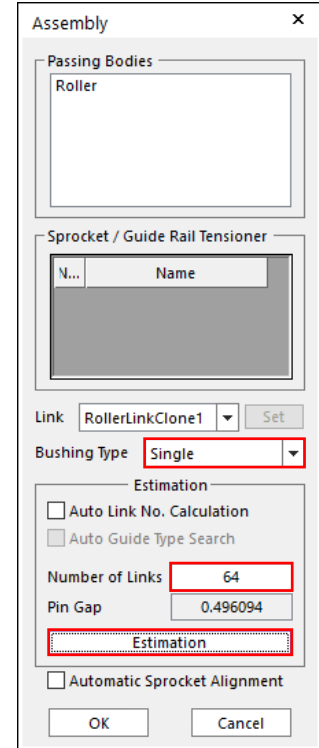 Assembly ×
Passing Bodies
Roller
Sprocket / Guide Rail Tensioner
N... Name
Link RollerLinkClone1 Set
Bushing Type Single
Estimation
Auto Link No. Calculation
Auto Guide Type Search
Number of Links 64
Pin Gap 0.496094
Estimation
Automatic Sprocket Alignment
OK Cancel